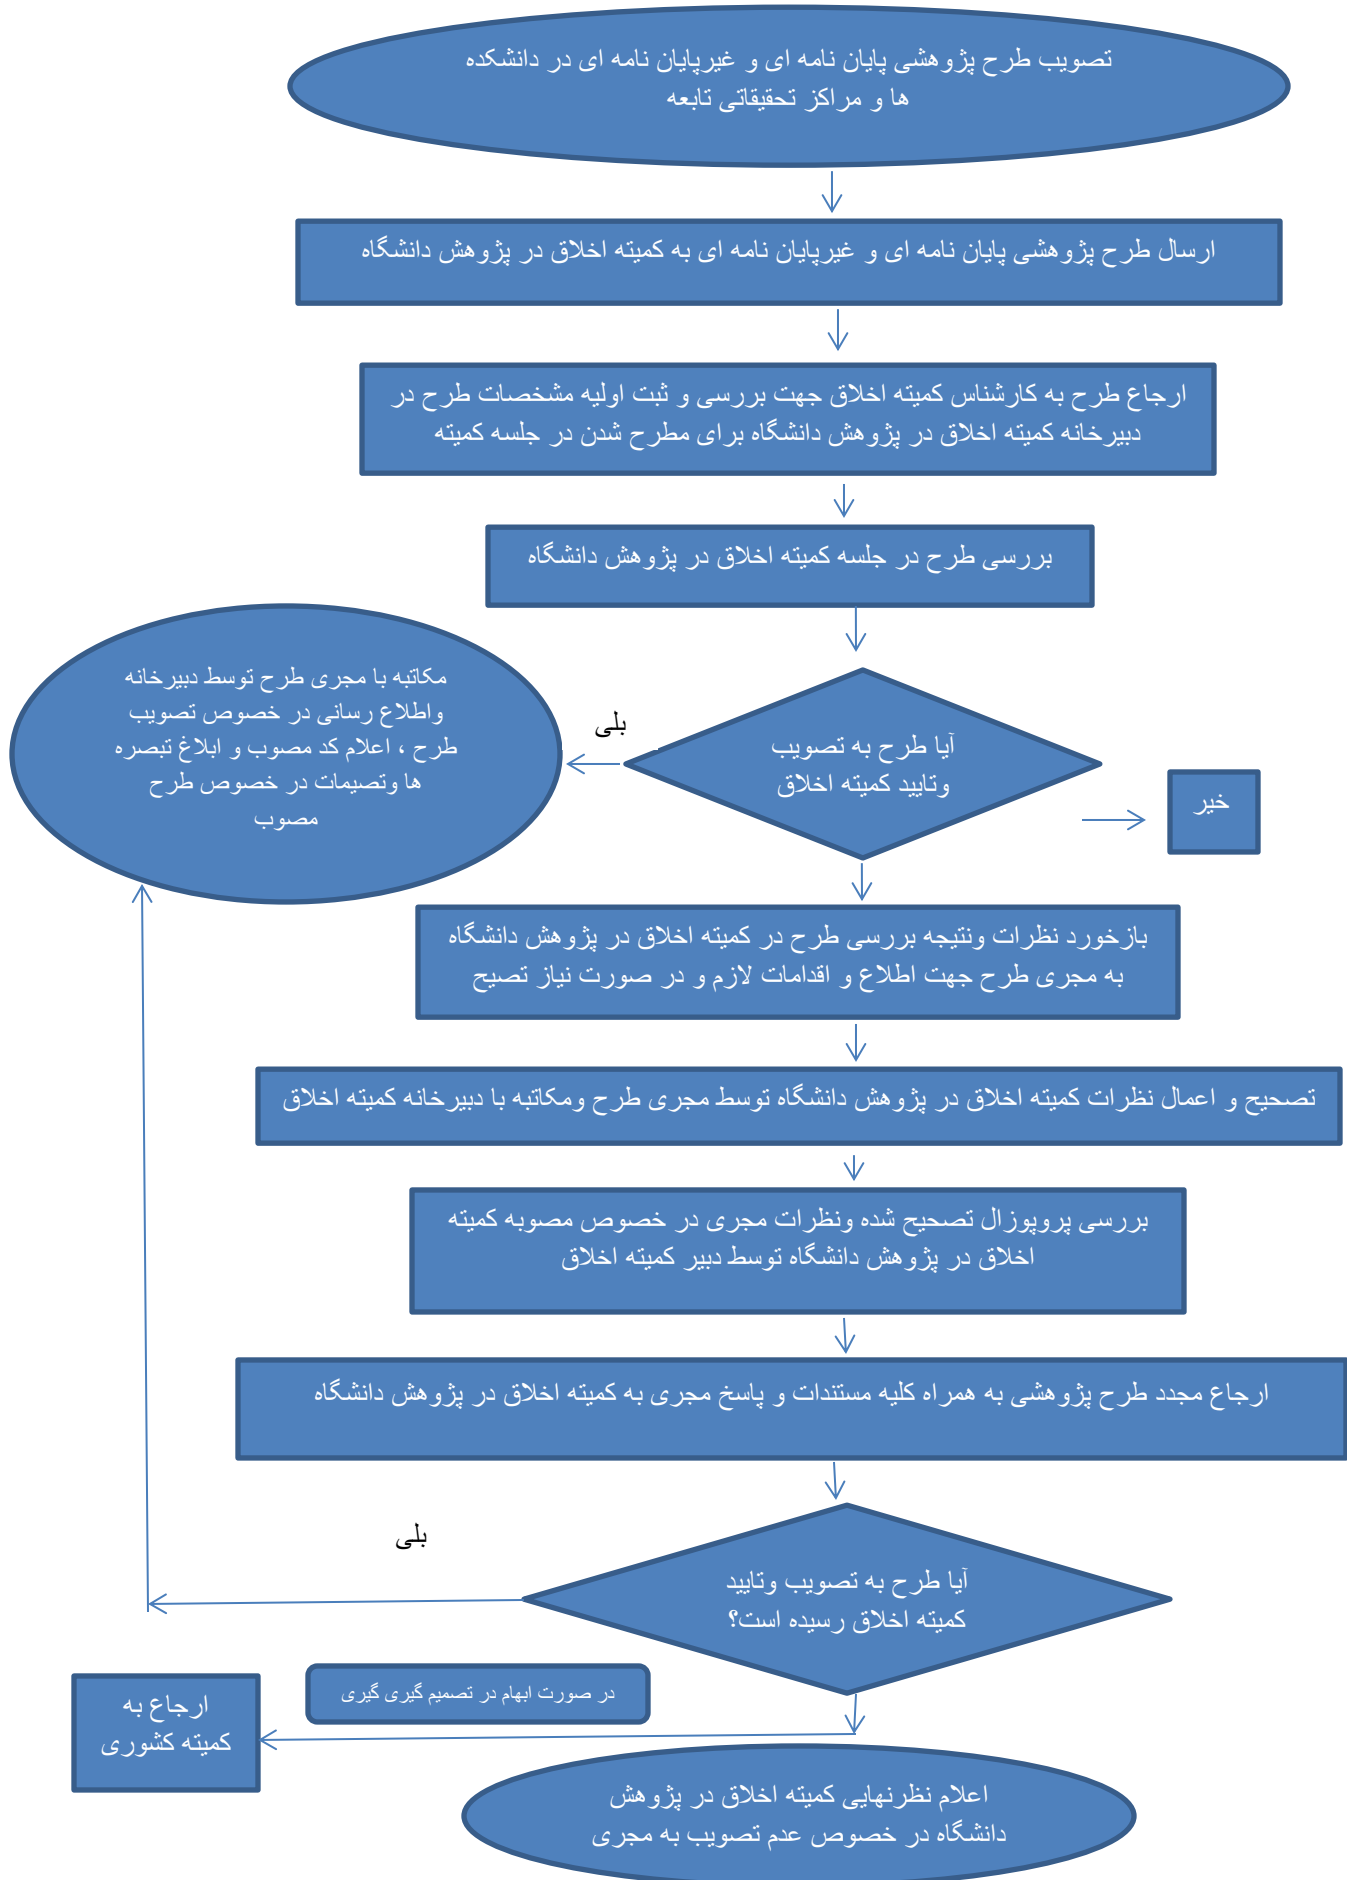 تصویب طرح پژوهشی پایان نامه ای و غیرپایان نامه ای در دانشکده
ها و مراکز تحقیقاتی تابعه
ارسال طرح پژوهشی پایان نامه ای و غیرپایان نامه ای به کمیته اخلاق در پژوهش دانشگاه
ارجاع طرح به کارشناس کمیته اخلاق جهت بررسی و ثبت اولیه مشخصات طرح در
دبیرخانه کمیته اخلاق در پژوهش دانشگاه برای مطرح شدن در جلسه کمیته
بررسی طرح در جلسه کمیته اخلاق در پژوهش دانشگاه
آیا طرح به تصویب
وتایید کمیته اخلاق
بلی
مکاتبه با مجری طرح توسط دبیرخانه
واطلاع رسانی در خصوص تصویب
طرح ، اعلام کد مصوب و ابلاغ تبصره
ها وتصیمات در خصوص طرح
مصوب
خیر
بازخورد نظرات ونتیجه بررسی طرح در کمیته اخلاق در پژوهش دانشگاه
به مجری طرح جهت اطلاع و اقدامات لازم و در صورت نیاز تصیح
تصحیح و اعمال نظرات کمیته اخلاق در پژوهش دانشگاه توسط مجری طرح ومکاتبه با دبیرخانه کمیته اخلاق
بررسی پروپوزال تصحیح شده ونظرات مجری در خصوص مصوبه کمیته
اخلاق در پژوهش دانشگاه توسط دبیر کمیته اخلاق
ارجاع مجدد طرح پژوهشی به همراه کلیه مستندات و پاسخ مجری به کمیته اخلاق در پژوهش دانشگاه
آیا طرح به تصویب وتایید
کمیته اخلاق رسیده است؟
بلی
در صورت ابهام در تصمیم گیری گیری
ارجاع به
کمیته کشوری
اعلام نظرنهایی کمیته اخلاق در پژوهش
دانشگاه در خصوص عدم تصویب به مجری